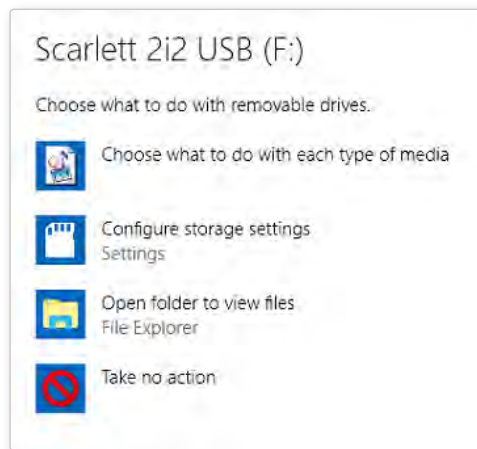 Scarlett 2i2 USB (F:)
Choose what to do with removable drives.
Choose what to do with each type of media
Configure storage settings
Settings
Open folder to view files
File Explorer
Take no action